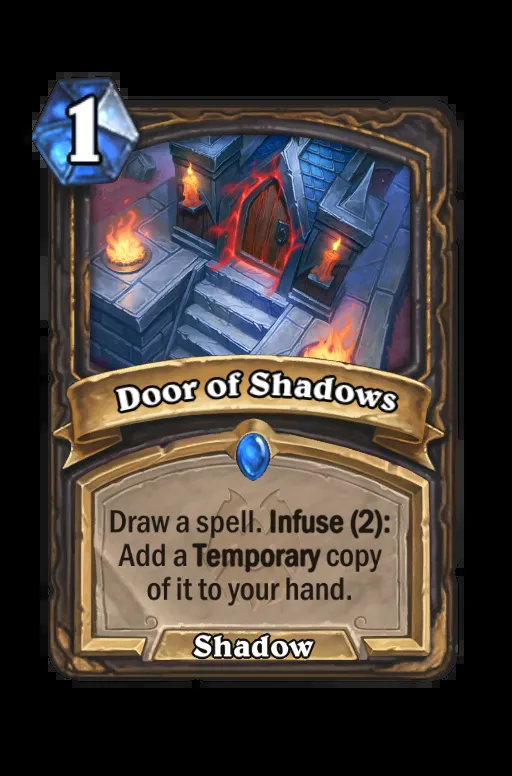 1
Door of Shadows
Draw a spell. Infuse (2):
Add a Temporary copy
of it to your hand.
Shadow